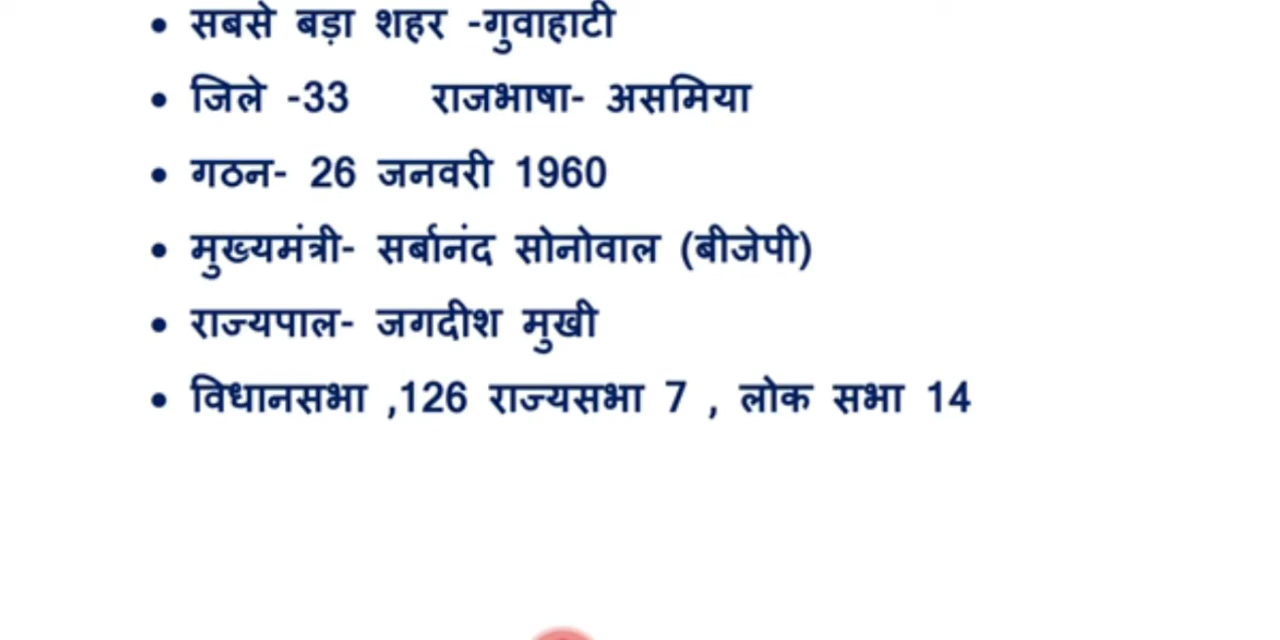 • सबसे बड़ा शहर -गुवाहाटी
• जिले -33 राजभाषा- असमिया
• गठन- 26 जनवरी 1960
• मुख्यमंत्री- सर्बानंद सोनोवाल (बीजेपी)
• राज्यपाल- जगदीश मुखी
• विधानसभा ,126 राज्यसभा 7 , लोक सभा 14